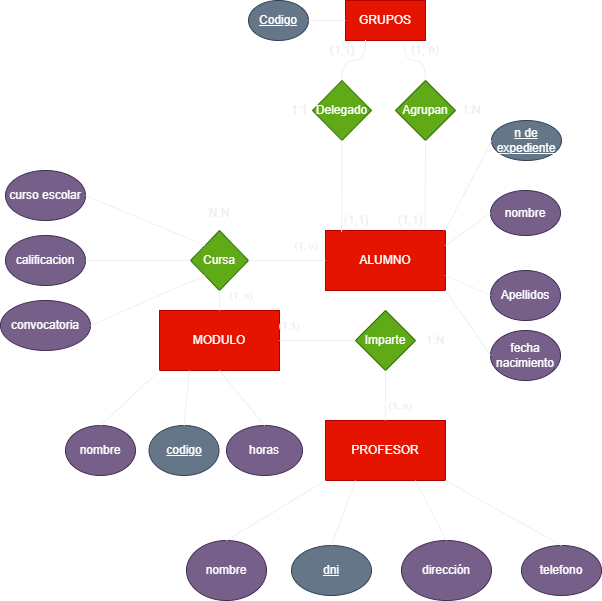 Codigo
GRUPOS
(1,1)
(1, n)
1:1
Delegado
Agrupan
1:N
n de
expediente
curso escolar
nombre
N:N
(1,1)
(1,1)
calificacion
Cursa
(1, n)
ALUMNO
Apellidos
(1, n)
convocatoria
(1,1)
MODULO
Imparte
1:N
fecha
nacimiento
(1, n)
nombre
codigo
horas
PROFESOR
nombre
dni
dirección
telefono